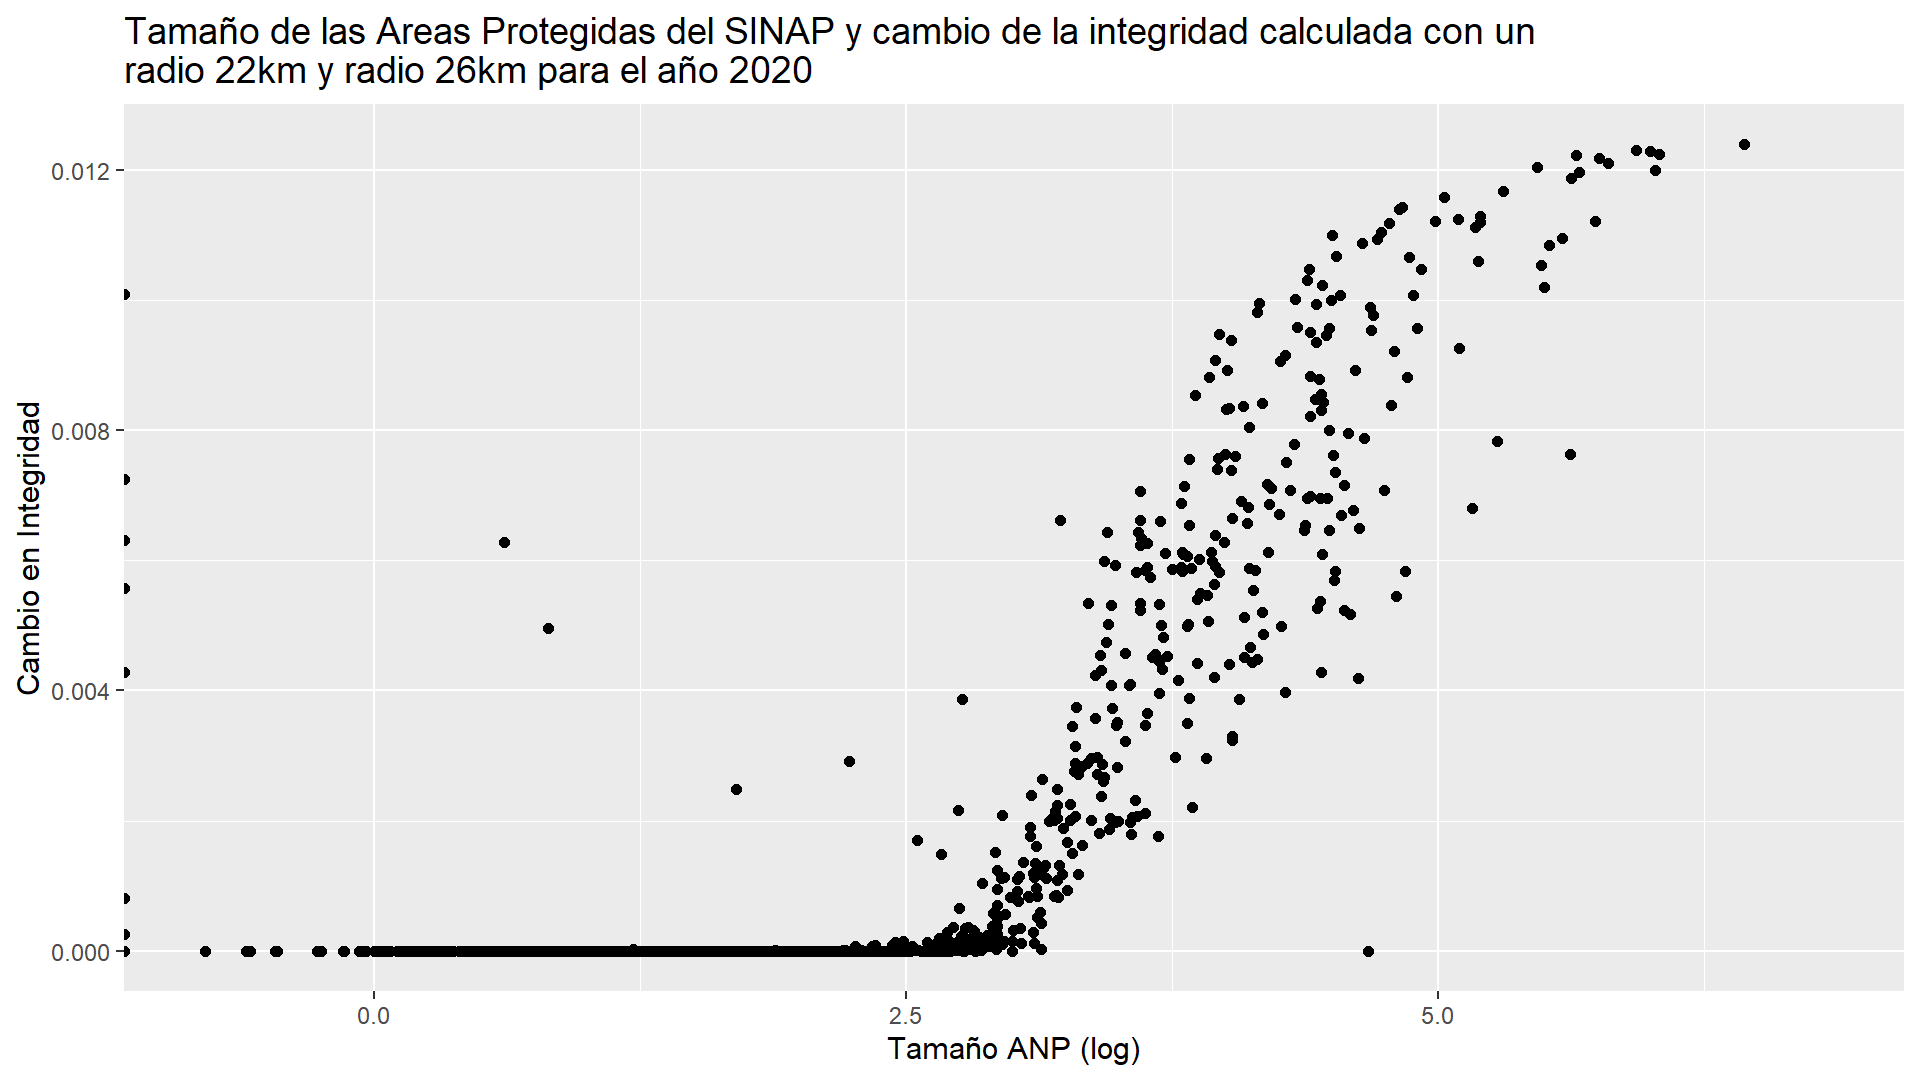 Tamaño de las Areas Protegidas del SINAP y cambio de la integridad calculada con un
radio 22km y radio 26km para el año 2020
0.012
0.008
0.004
0.000
Cambio en Integridad
0.0
2.5
5.0
Tamaño ANP (log)